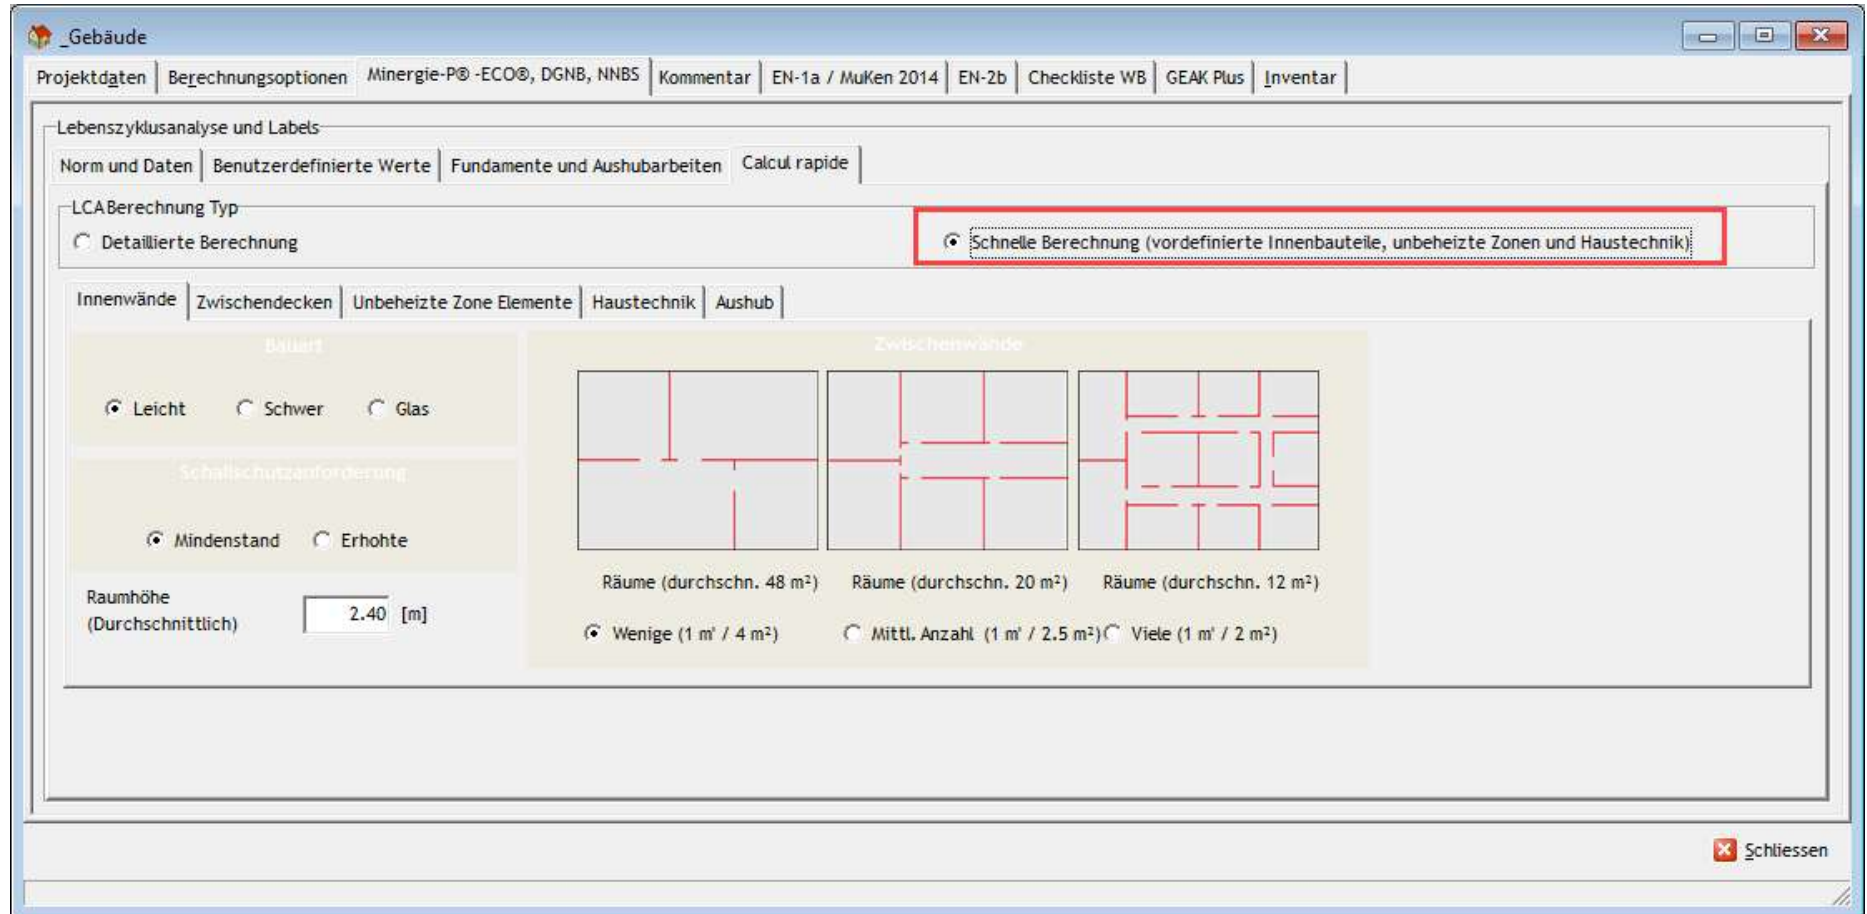 _Gebäude
Projektdaten Berechnungsoptionen Minergie-P® -ECO®, DGNB, NNBS Kommentar EN-1a / MuKen 2014 EN-2b Checkliste WB GEAK Plus Inventar
Lebenszyklusanalyse und Labels
Norm und Daten Benutzerdefinierte Werte Fundamente und Aushubarbeiten Calcul rapide
LCA Berechnung Typ
Detaillierte Berechnung Schnelle Berechnung (vordefinierte Innenbauteile, unbeheizte Zonen und Haustechnik)
Innenwände Zwischendecken Unbeheizte Zone Elemente Haustechnik Aushub
Bauart Zwischenwände
Leicht Schwer Glas
Schallschutzanforderung
Mindenstand Erhohte
Räume (durchschn. 48 m²) Räume (durchschn. 20 m²) Räume (durchschn. 12 m²)
Raumhöhe
(Durchschnittlich) 2.40 [m]
Wenige (1 m' / 4 m²) Mittl. Anzahl (1 m' / 2.5 m²) Viele (1 m' / 2 m²)
Schliessen